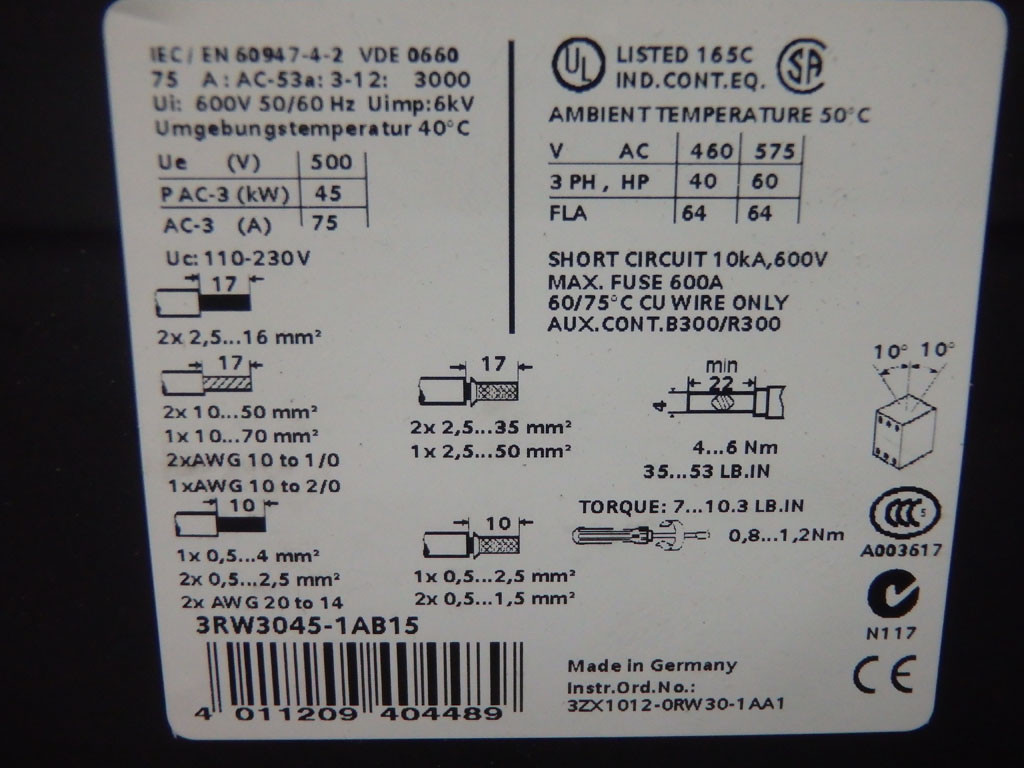 IEC/EN 60947-4-2 VDE 0660
75 A: AC-53a: 3-12: 3000
Ui: 600V 50/60 Hz Uimp:6kV
Umgebungstemperatur 40°C
Ue (V) 500
P AC-3 (kW) 45
AC-3 (A) 75
Uc: 110-230V
17
2x 2,5...16 mm²
17
2x 10...50 mm²
1x 10...70 mm²
2xAWG 10 to 1/0
1xAWG 10 to 2/0
10
1x 0,5...4 mm²
2x 0,5...2,5 mm²
2x AWG 20 to 14
17
2x 2,5...35 mm²
1x 2,5...50 mm²
10
1x 0,5...2,5 mm²
2x 0,5...1,5 mm²
UL LISTED 165C
IND.CONT.EQ. SA
AMBIENT TEMPERATURE 50°C
V AC 460 575
3 PH, HP 40 60
FLA 64 64
SHORT CIRCUIT 10kA,600V
MAX. FUSE 600A
60/75°C CU WIRE ONLY
AUX.CONT.B300/R300
min
22
4
4...6 Nm
35...53 LB.IN
TORQUE: 7...10.3 LB.IN
0,8...1,2Nm
10° 10°
CCC S
A003617
N117
CE
3RW3045-1AB15
4 011209 404489
Made in Germany
Instr.Ord.No.:
3ZX1012-0RW30-1AA1